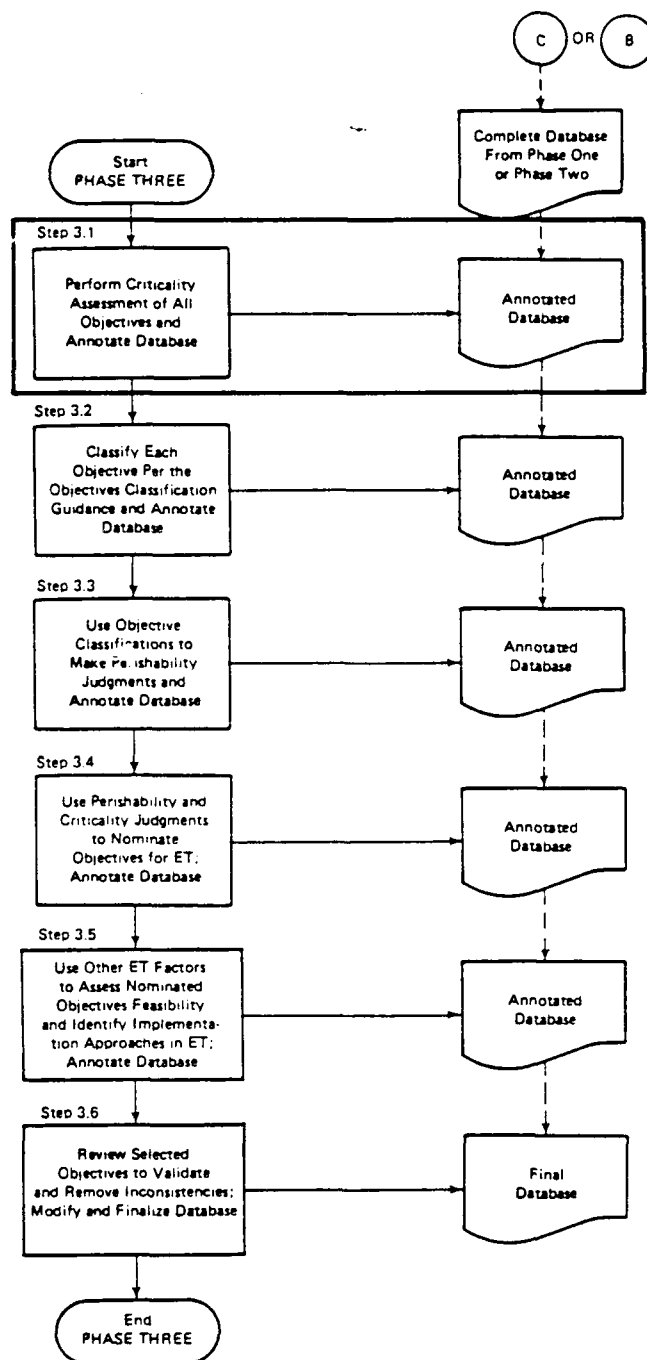 C OR B
Complete Database
From Phase One
or Phase Two
Start
PHASE THREE
Step 3.1
Perform Criticality
Assessment of All
Objectives and
Annotate Database
Annotated
Database
Step 3.2
Classify Each
Objective Per the
Objectives Classification
Guidance and Annotate
Database
Annotated
Database
Step 3.3
Use Objective
Classifications to
Make Perishability
Judgments and
Annotate Database
Annotated
Database
Step 3.4
Use Perishability and
Criticality Judgments
to Nominate
Objectives for ET;
Annotate Database
Annotated
Database
Step 3.5
Use Other ET Factors
to Assess Nominated
Objectives Feasibility
and Identify Implementa-
tion Approaches in ET;
Annotate Database
Annotated
Database
Step 3.6
Review Selected
Objectives to Validate
and Remove Inconsistencies;
Modify and Finalize Database
Final
Database
End
PHASE THREE